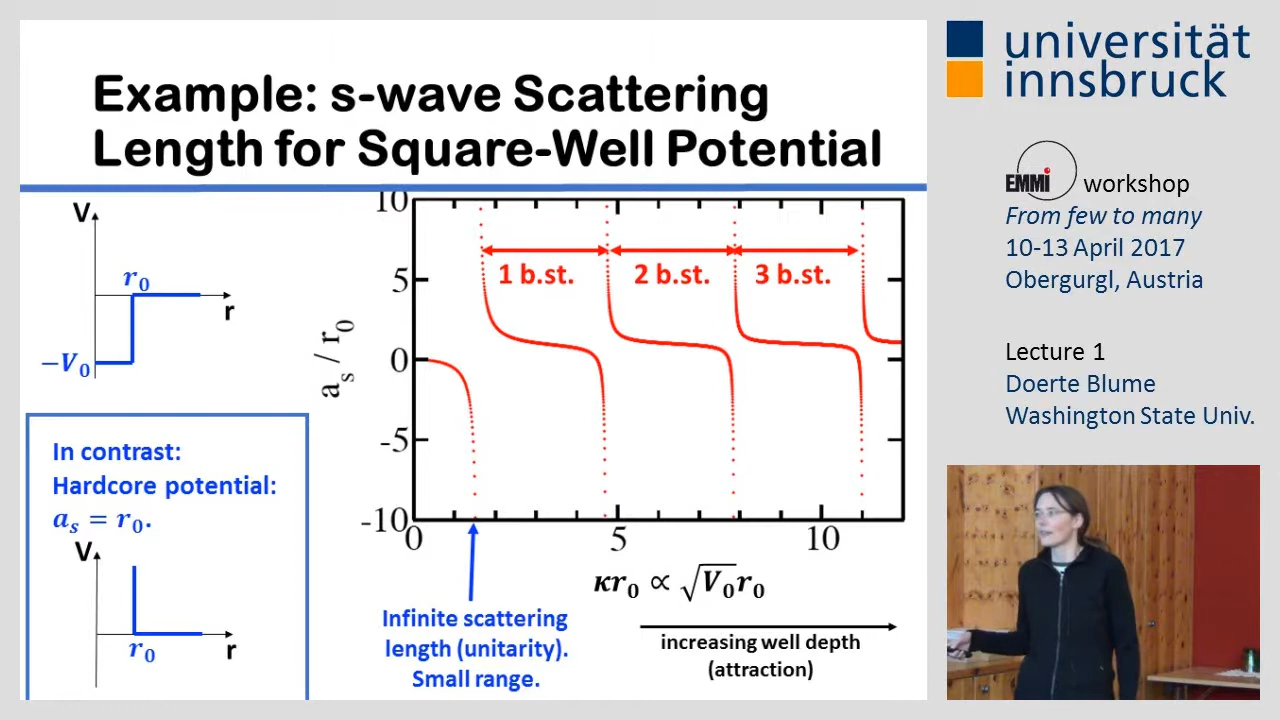 Example: s-wave Scattering
Length for Square-Well Potential
V
r₀
r
−V₀
In contrast:
Hardcore potential:
aₛ = r₀.
V
r₀
r
10
5
0
-5
-10
aₛ / r₀
1 b.st.
2 b.st.
3 b.st.
0
5
10
κr₀ ∝ √V₀r₀
Infinite scattering
length (unitarity).
Small range.
increasing well depth
(attraction)
universität
innsbruck
EMMI workshop
From few to many
10-13 April 2017
Obergurgl, Austria
Lecture 1
Doerte Blume
Washington State Univ.